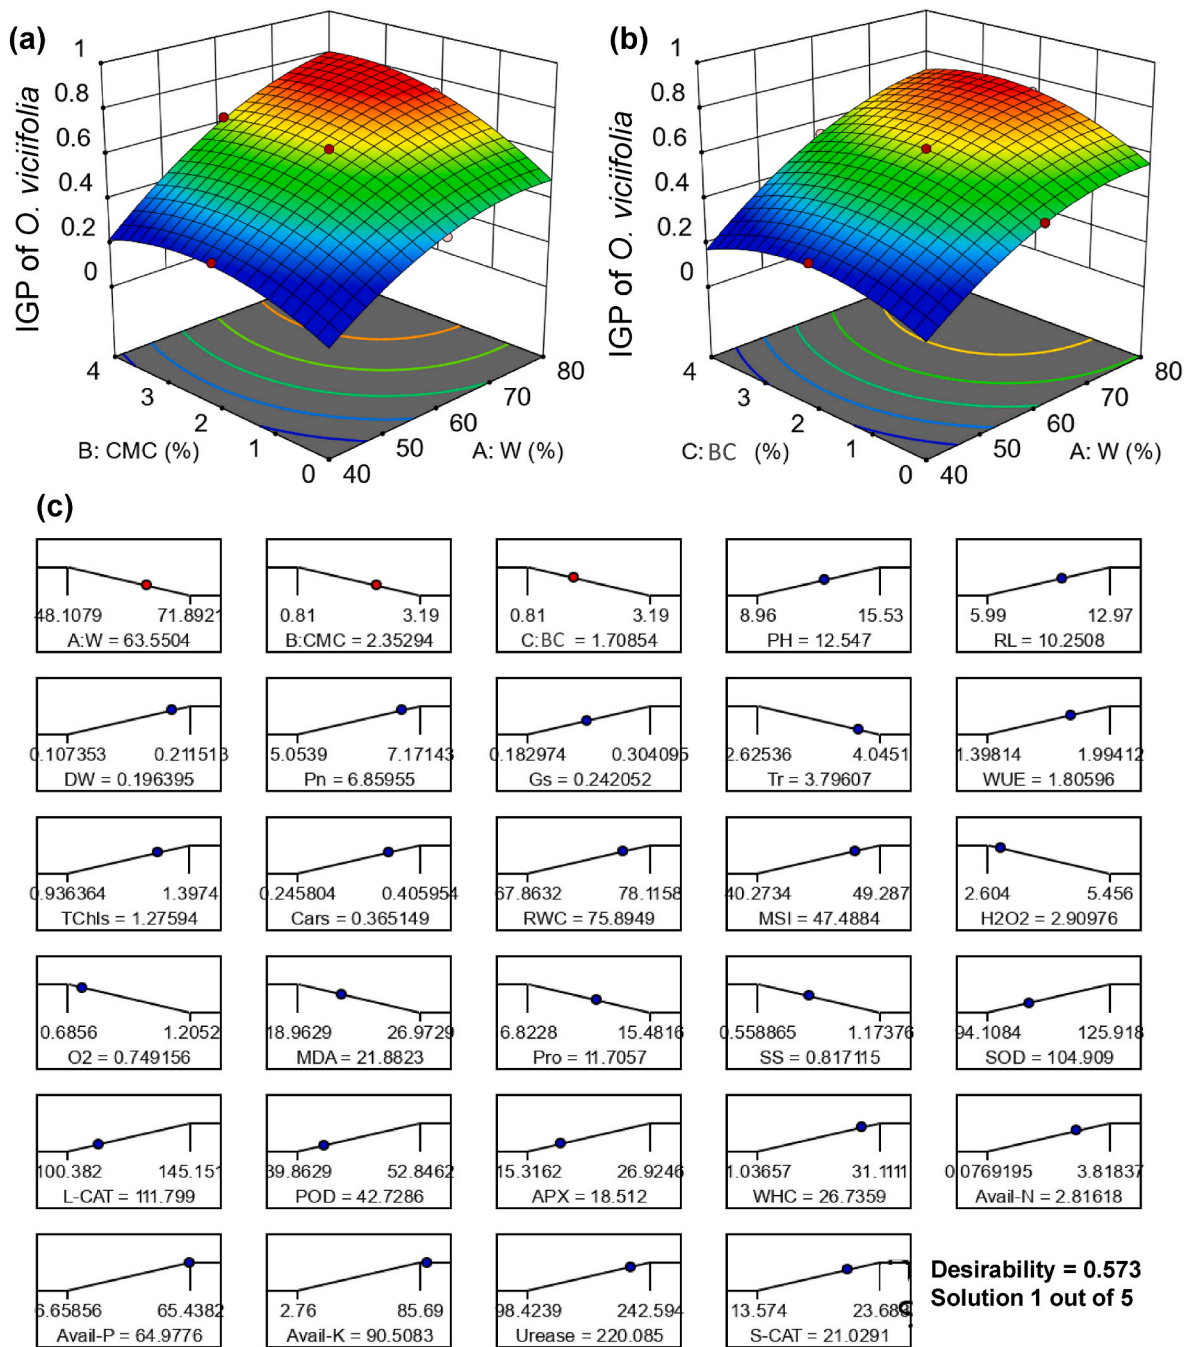 (a)
(b)
IGP of O. viciifolia
1
0.8
0.6
0.4
0.2
0
4
3
2
1
0
40
50
60
70
80
B: CMC (%)
A: W (%)
IGP of O. viciifolia
1
0.8
0.6
0.4
0.2
0
4
3
2
1
0
40
50
60
70
80
C: BC (%)
A: W (%)
(c)
48.1079 71.8921
A:W = 63.5504
0.81 3.19
B:CMC = 2.35294
0.81 3.19
C:BC = 1.70854
8.96 15.53
PH = 12.547
5.99 12.97
RL = 10.2508
0.107353 0.211513
DW = 0.196395
5.0539 7.17143
Pn = 6.85955
0.182974 0.304095
Gs = 0.242052
2.62536 4.0451
Tr = 3.79607
1.39814 1.99412
WUE = 1.80596
0.936364 1.3974
TChls = 1.27594
0.245804 0.405954
Cars = 0.365149
67.8632 78.1158
RWC = 75.8949
40.2734 49.287
MSI = 47.4884
2.604 5.456
H2O2 = 2.90976
0.6856 1.2052
O2 = 0.749156
18.9629 26.9729
MDA = 21.8823
6.8228 15.4816
Pro = 11.7057
0.558865 1.17376
SS = 0.817115
94.1084 125.918
SOD = 104.909
100.382 145.151
L-CAT = 111.799
39.8629 52.8462
POD = 42.7286
15.3162 26.9246
APX = 18.512
1.03657 31.1111
WHC = 26.7359
0.0769195 3.81837
Avail-N = 2.81618
6.65856 65.4382
Avail-P = 64.9776
2.76 85.69
Avail-K = 90.5083
98.4239 242.594
Urease = 220.085
13.574
S-CAT = 21.0291
Desirability = 0.573
Solution 1 out of 5